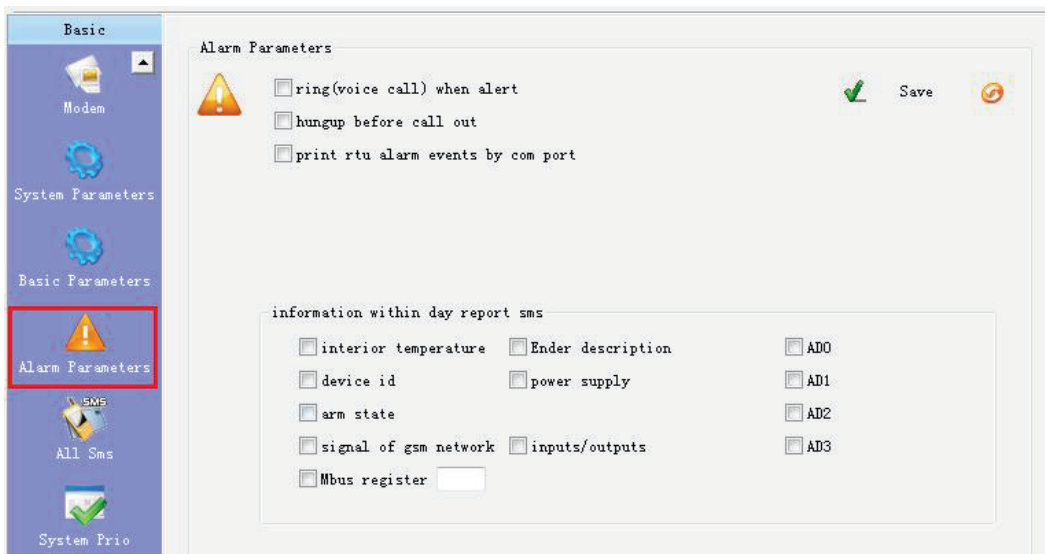 Basic
Modem
System Parameters
Basic Parameters
Alarm Parameters
SMS
All Sms
System Prio
Alarm Parameters
ring(voice call) when alert
hungup before call out
print rtu alarm events by com port
Save
information within day report sms
interior temperature Ender description AD0
device id power supply AD1
arm state AD2
signal of gsm network inputs/outputs AD3
Mbus register